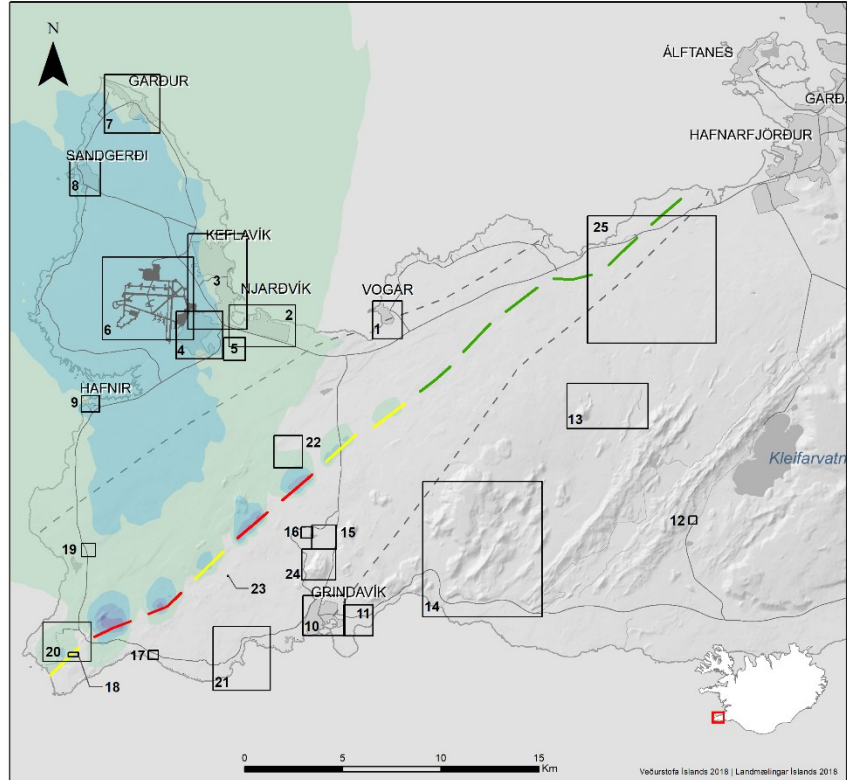 N
ÁLFTANES
GARÐUR
7
HAFNARFJÖRÐUR
SANDGERÐI
8
25
KEFLAVÍK
3
NJARÐVÍK
VOGAR
2
1
6
4
5
HAFNIR
9
13
22
Kleifarvatn
12
16
15
19
24
23
GRINDAVÍK
10
11
14
20
17
21
18
0 5 10 15
Km
Veðurstofa Íslands 2018 | Landmælingar Íslands 2018